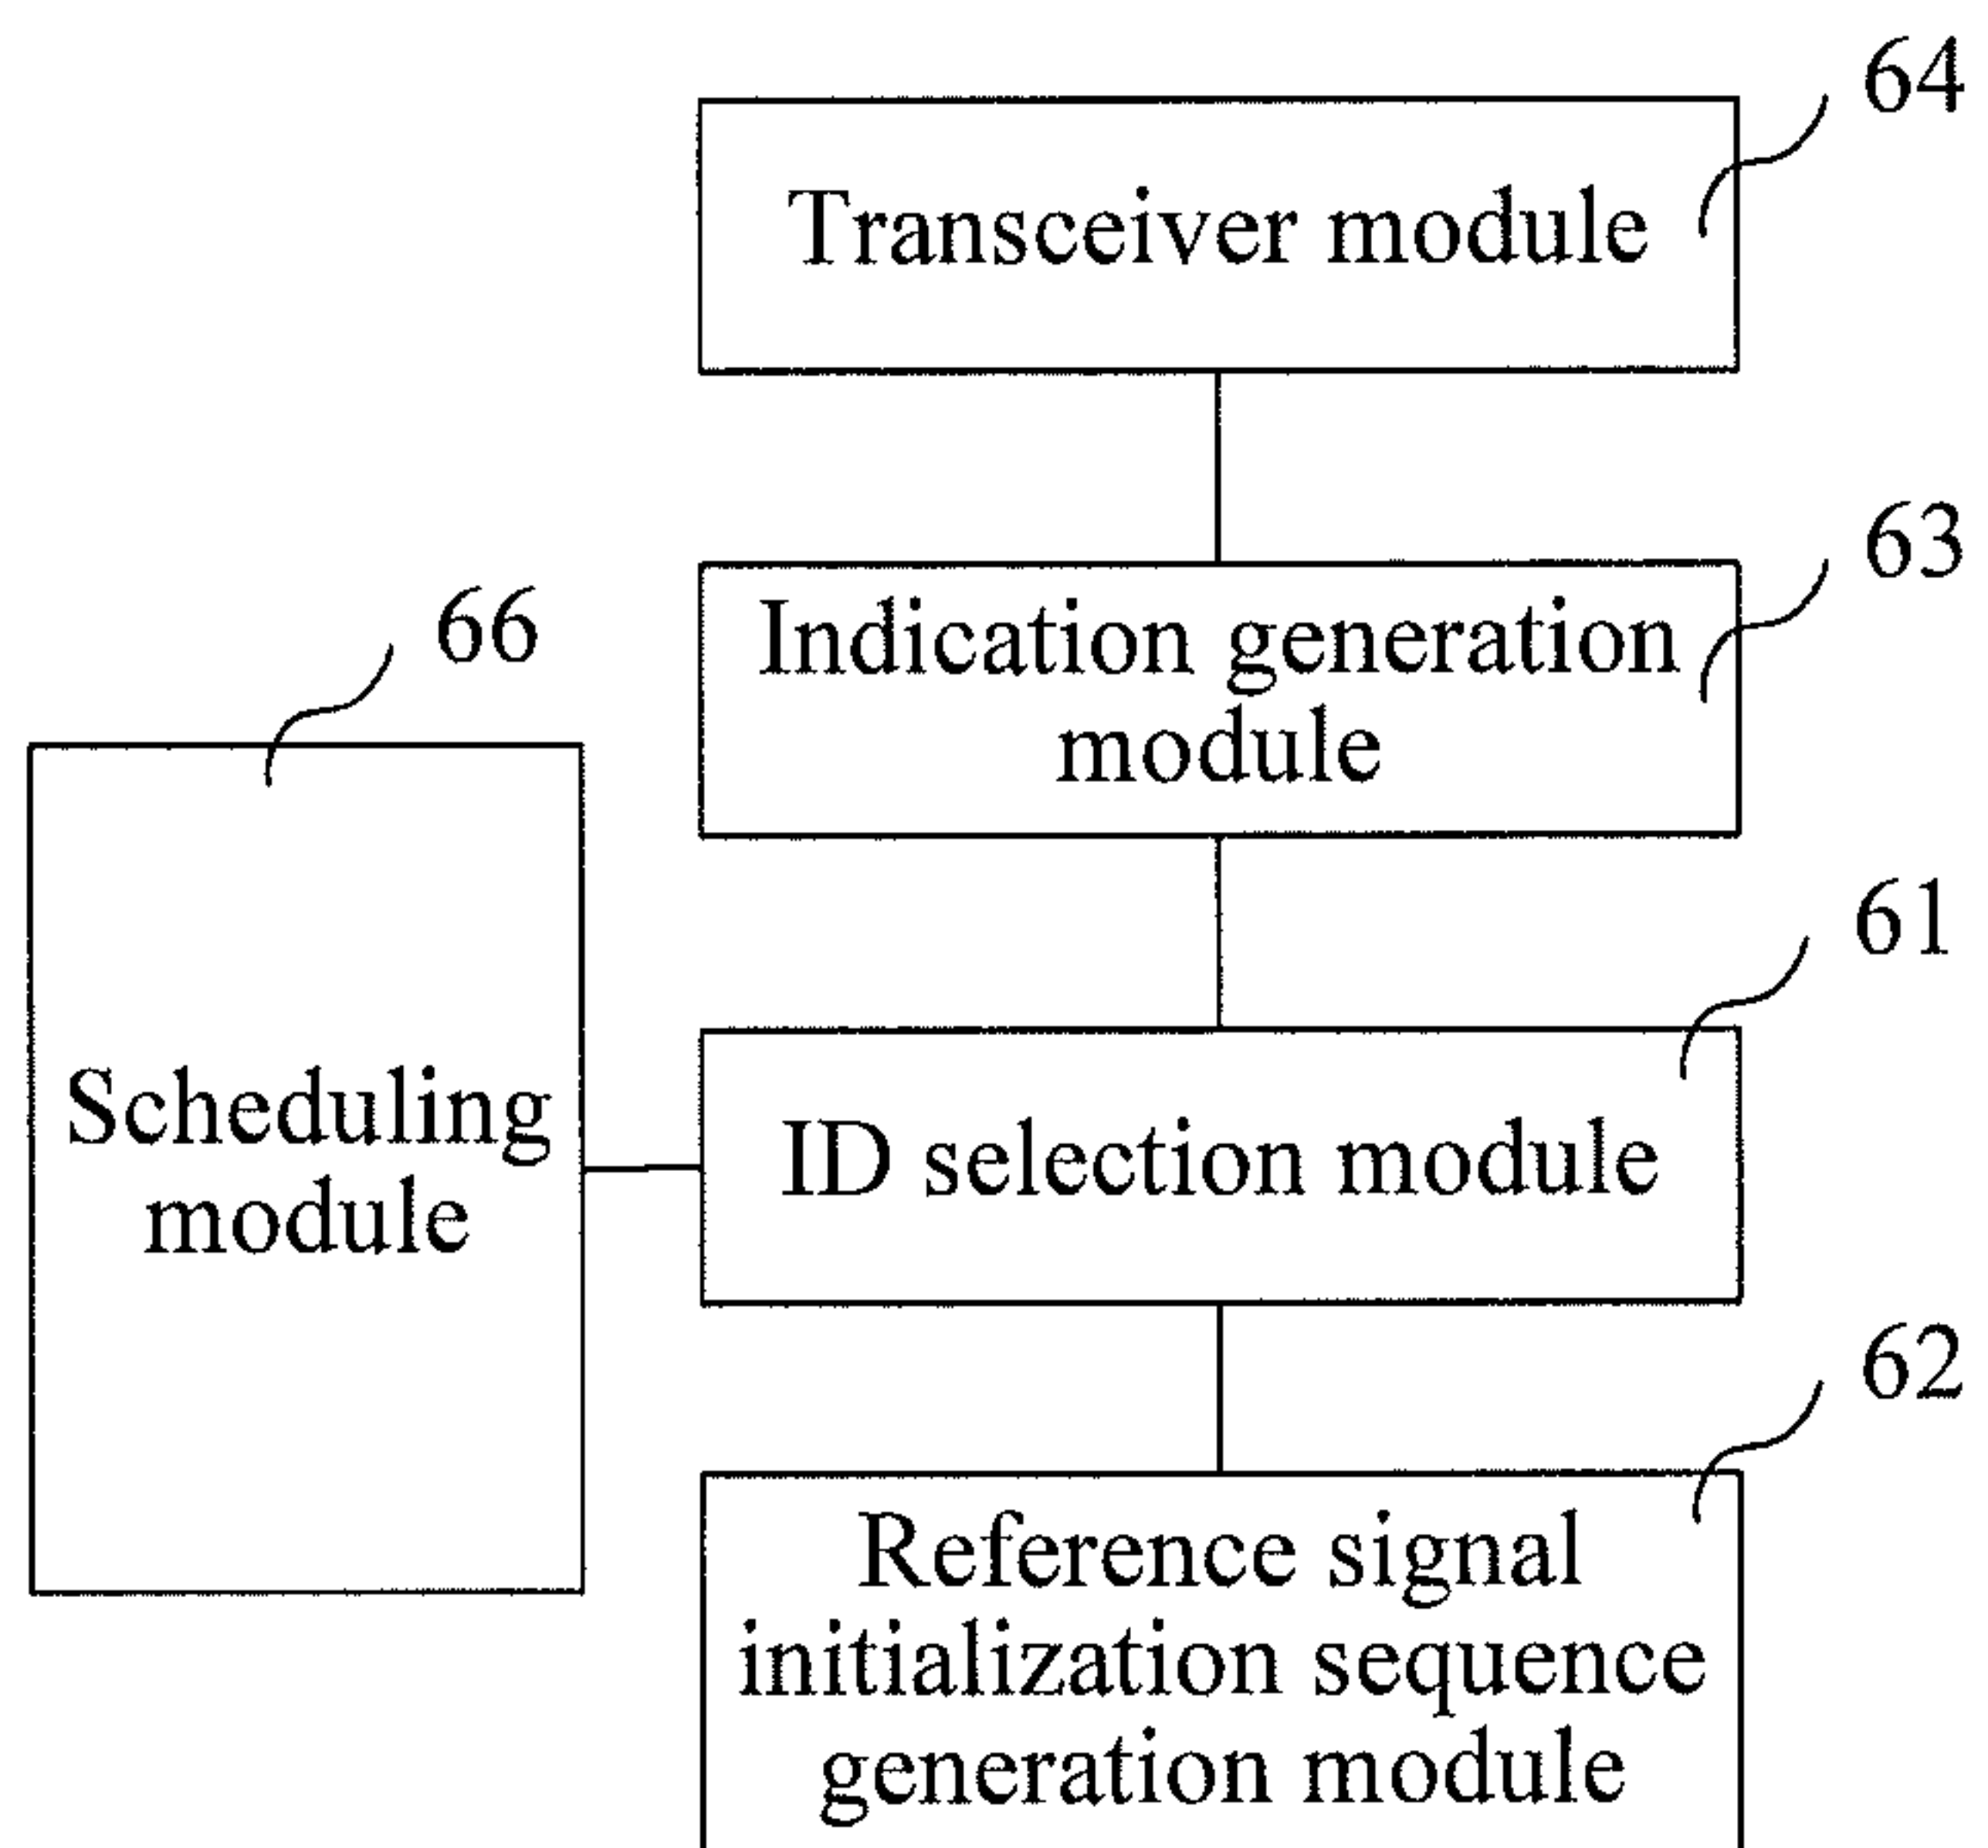 64
Transceiver module
63
Indication generation
module
66
Scheduling
module
61
ID selection module
62
Reference signal
initialization sequence
generation module